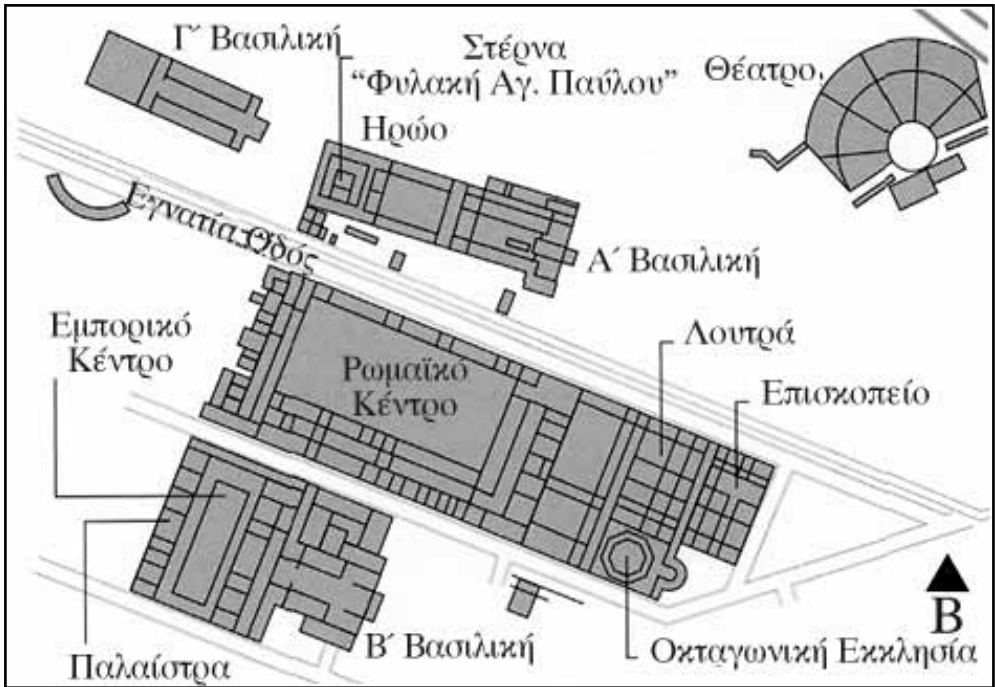 Γ΄ Βασιλική
Στέρνα
“Φυλακή Αγ. Παύλου”
Ηρώο
Θέατρο.
Εγνατία Οδός
Α΄ Βασιλική
Εμπορικό
Κέντρο
Ρωμαϊκό
Κέντρο
Λουτρά
Επισκοπείο
Β΄ Βασιλική
Παλαίστρα
Οκταγωνική Εκκλησία
Β